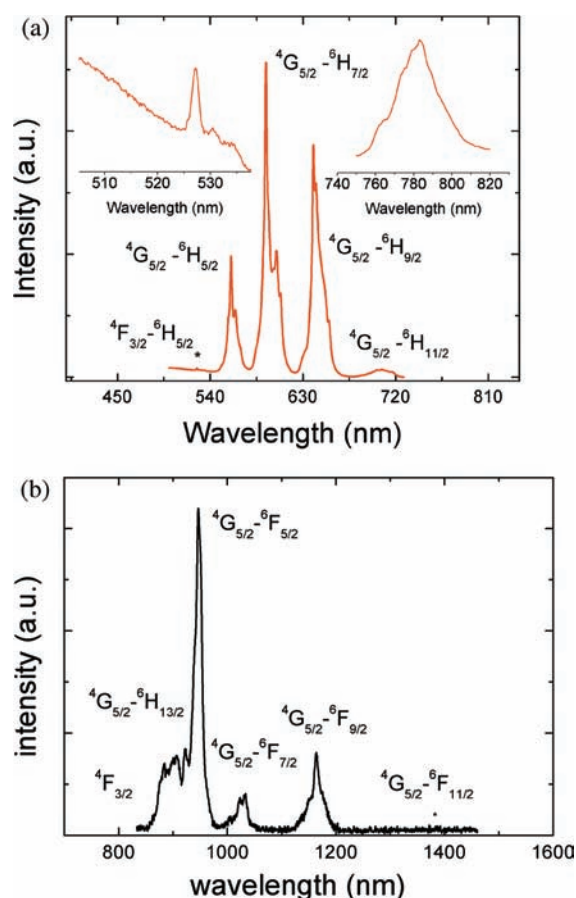 (a)
⁴G₅/₂ -⁶H₇/₂
510 520 530
Wavelength (nm)
740 760 780 800 820
Wavelength (nm)
⁴G₅/₂ -⁶H₅/₂
⁴G₅/₂ -⁶H₉/₂
⁴F₃/₂-⁶H₅/₂
*
⁴G₅/₂ -⁶H₁₁/₂
Intensity (a.u.)
450 540 630 720 810
Wavelength (nm)
(b)
⁴G₅/₂-⁶F₅/₂
⁴G₅/₂-⁶H₁₃/₂
⁴G₅/₂-⁶F₉/₂
⁴G₅/₂-⁶F₇/₂
⁴F₃/₂
⁴G₅/₂-⁶F₁₁/₂
*
intensity (a.u.)
800 1000 1200 1400 1600
wavelength (nm)